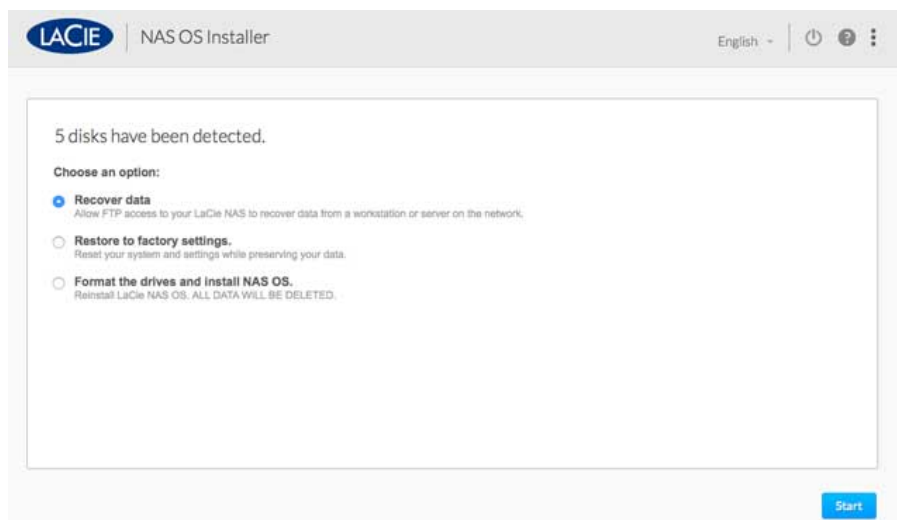 LACIE
NAS OS Installer
English
5 disks have been detected.
Choose an option:
Recover data
Allow FTP access to your LaCie NAS to recover data from a workstation or server on the network.
Restore to factory settings.
Reset your system and settings while preserving your data.
Format the drives and install NAS OS.
Reinstall LaCie NAS OS. ALL DATA WILL BE DELETED.
Start